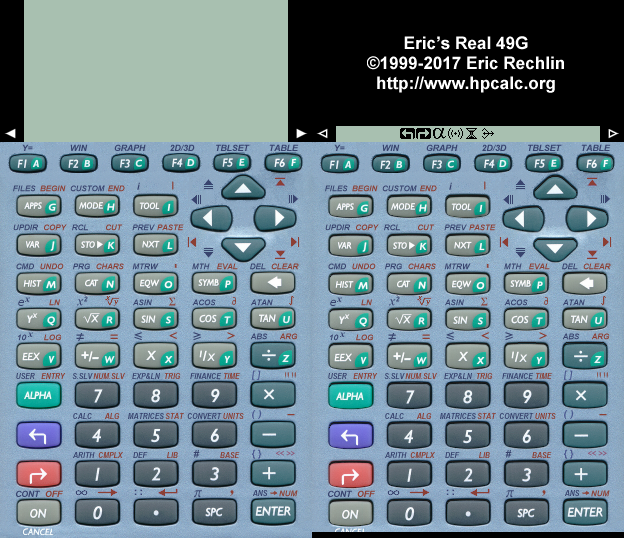 Eric's Real 49G
©1999-2017 Eric Rechlin
http://www.hpcalc.org
Y= WIN GRAPH 2D/3D TBLSET TABLE
F1 A F2 B F3 C F4 D F5 E F6 F
FILES BEGIN CUSTOM END i |
APPS G MODE H TOOL I
UPDIR COPY RCL CUT PREV PASTE
VAR J STO▶ K NXT L
CMD UNDO PRG CHARS MTRW ' MTH EVAL DEL CLEAR
HIST M CAT N EQW O SYMB P
eˣ LN x² ˣ√y ASIN Σ ACOS ∂ ATAN ∫
Yˣ Q √X R SIN S COS T TAN U
10ˣ LOG ≠ = ≤ < ≥ > ABS ARG
EEX V +/− W X X 1/X Y ÷ Z
USER ENTRY S.SLV NUM SLV EXP&LN TRIG FINANCE TIME [ ] " "
ALPHA 7 8 9 ×
CALC ALG MATRICES STAT CONVERT UNITS ( ) _
4 5 6 −
ARITH CMPLX DEF LIB # BASE { } << >>
1 2 3 +
CONT OFF ∞ → : : ↵ π , ANS →NUM
ON 0 . SPC ENTER
CANCEL
Y= WIN GRAPH 2D/3D TBLSET TABLE
F1 A F2 B F3 C F4 D F5 E F6 F
FILES BEGIN CUSTOM END i |
APPS G MODE H TOOL I
UPDIR COPY RCL CUT PREV PASTE
VAR J STO▶ K NXT L
CMD UNDO PRG CHARS MTRW ' MTH EVAL DEL CLEAR
HIST M CAT N EQW O SYMB P
eˣ LN x² ˣ√y ASIN Σ ACOS ∂ ATAN ∫
Yˣ Q √X R SIN S COS T TAN U
10ˣ LOG ≠ = ≤ < ≥ > ABS ARG
EEX V +/− W X X 1/X Y ÷ Z
USER ENTRY S.SLV NUM SLV EXP&LN TRIG FINANCE TIME [ ] " "
ALPHA 7 8 9 ×
CALC ALG MATRICES STAT CONVERT UNITS ( ) _
4 5 6 −
ARITH CMPLX DEF LIB # BASE { } << >>
1 2 3 +
CONT OFF ∞ → : : ↵ π , ANS →NUM
ON 0 . SPC ENTER